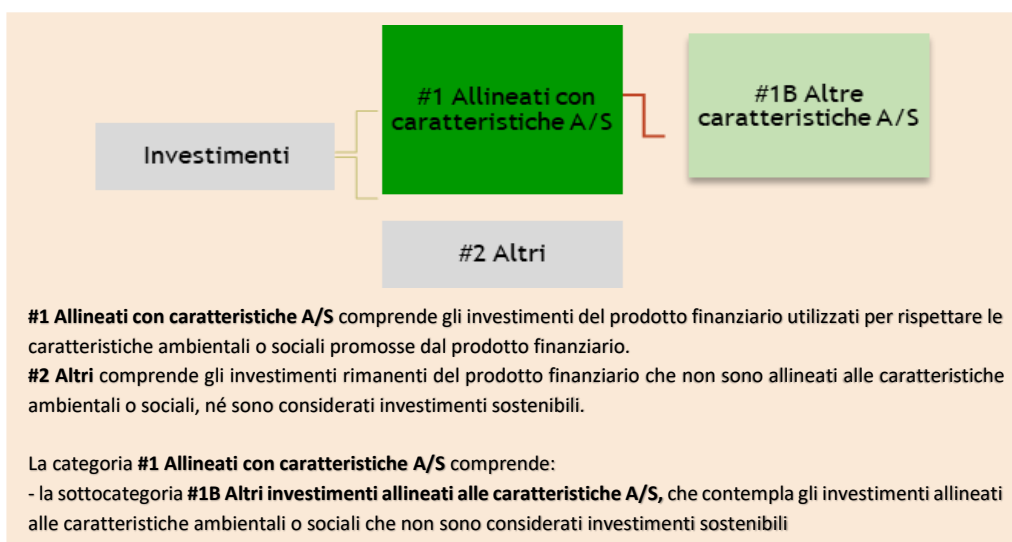 #1 Allineati con
caratteristiche A/S
#1B Altre
caratteristiche A/S
Investimenti
#2 Altri
#1 Allineati con caratteristiche A/S comprende gli investimenti del prodotto finanziario utilizzati per rispettare le
caratteristiche ambientali o sociali promosse dal prodotto finanziario.
#2 Altri comprende gli investimenti rimanenti del prodotto finanziario che non sono allineati alle caratteristiche
ambientali o sociali, né sono considerati investimenti sostenibili.
La categoria #1 Allineati con caratteristiche A/S comprende:
- la sottocategoria #1B Altri investimenti allineati alle caratteristiche A/S, che contempla gli investimenti allineati
alle caratteristiche ambientali o sociali che non sono considerati investimenti sostenibili